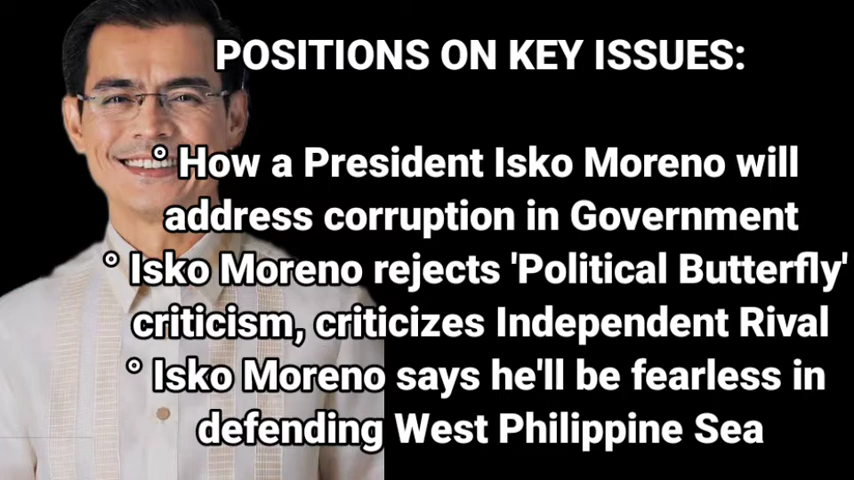 POSITIONS ON KEY ISSUES:
° How a President Isko Moreno will
address corruption in Government
° Isko Moreno rejects 'Political Butterfly'
criticism, criticizes Independent Rival
° Isko Moreno says he'll be fearless in
defending West Philippine Sea